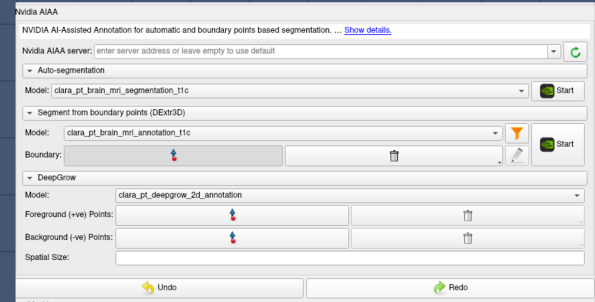 Nvidia AIAA
NVIDIA AI-Assisted Annotation for automatic and boundary points based segmentation. ... Show details.
Nvidia AIAA server: enter server address or leave empty to use default
Auto-segmentation
Model: clara_pt_brain_mri_segmentation_t1c Start
Segment from boundary points (DExtr3D)
Model: clara_pt_brain_mri_annotation_t1c
Start
Boundary:
DeepGrow
Model: clara_pt_deepgrow_2d_annotation
Foreground (+ve) Points:
Background (-ve) Points:
Spatial Size:
Undo Redo